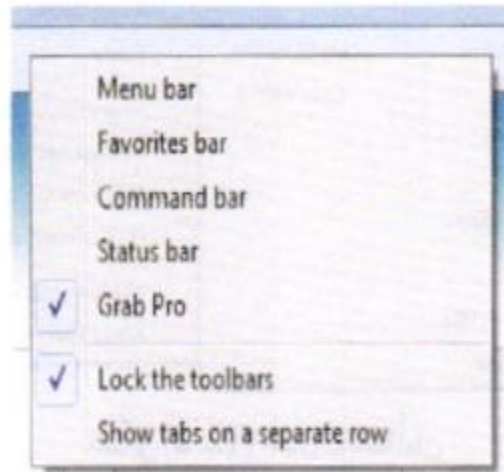 Menu bar
Favorites bar
Command bar
Status bar
Grab Pro
Lock the toolbars
Show tabs on a separate row